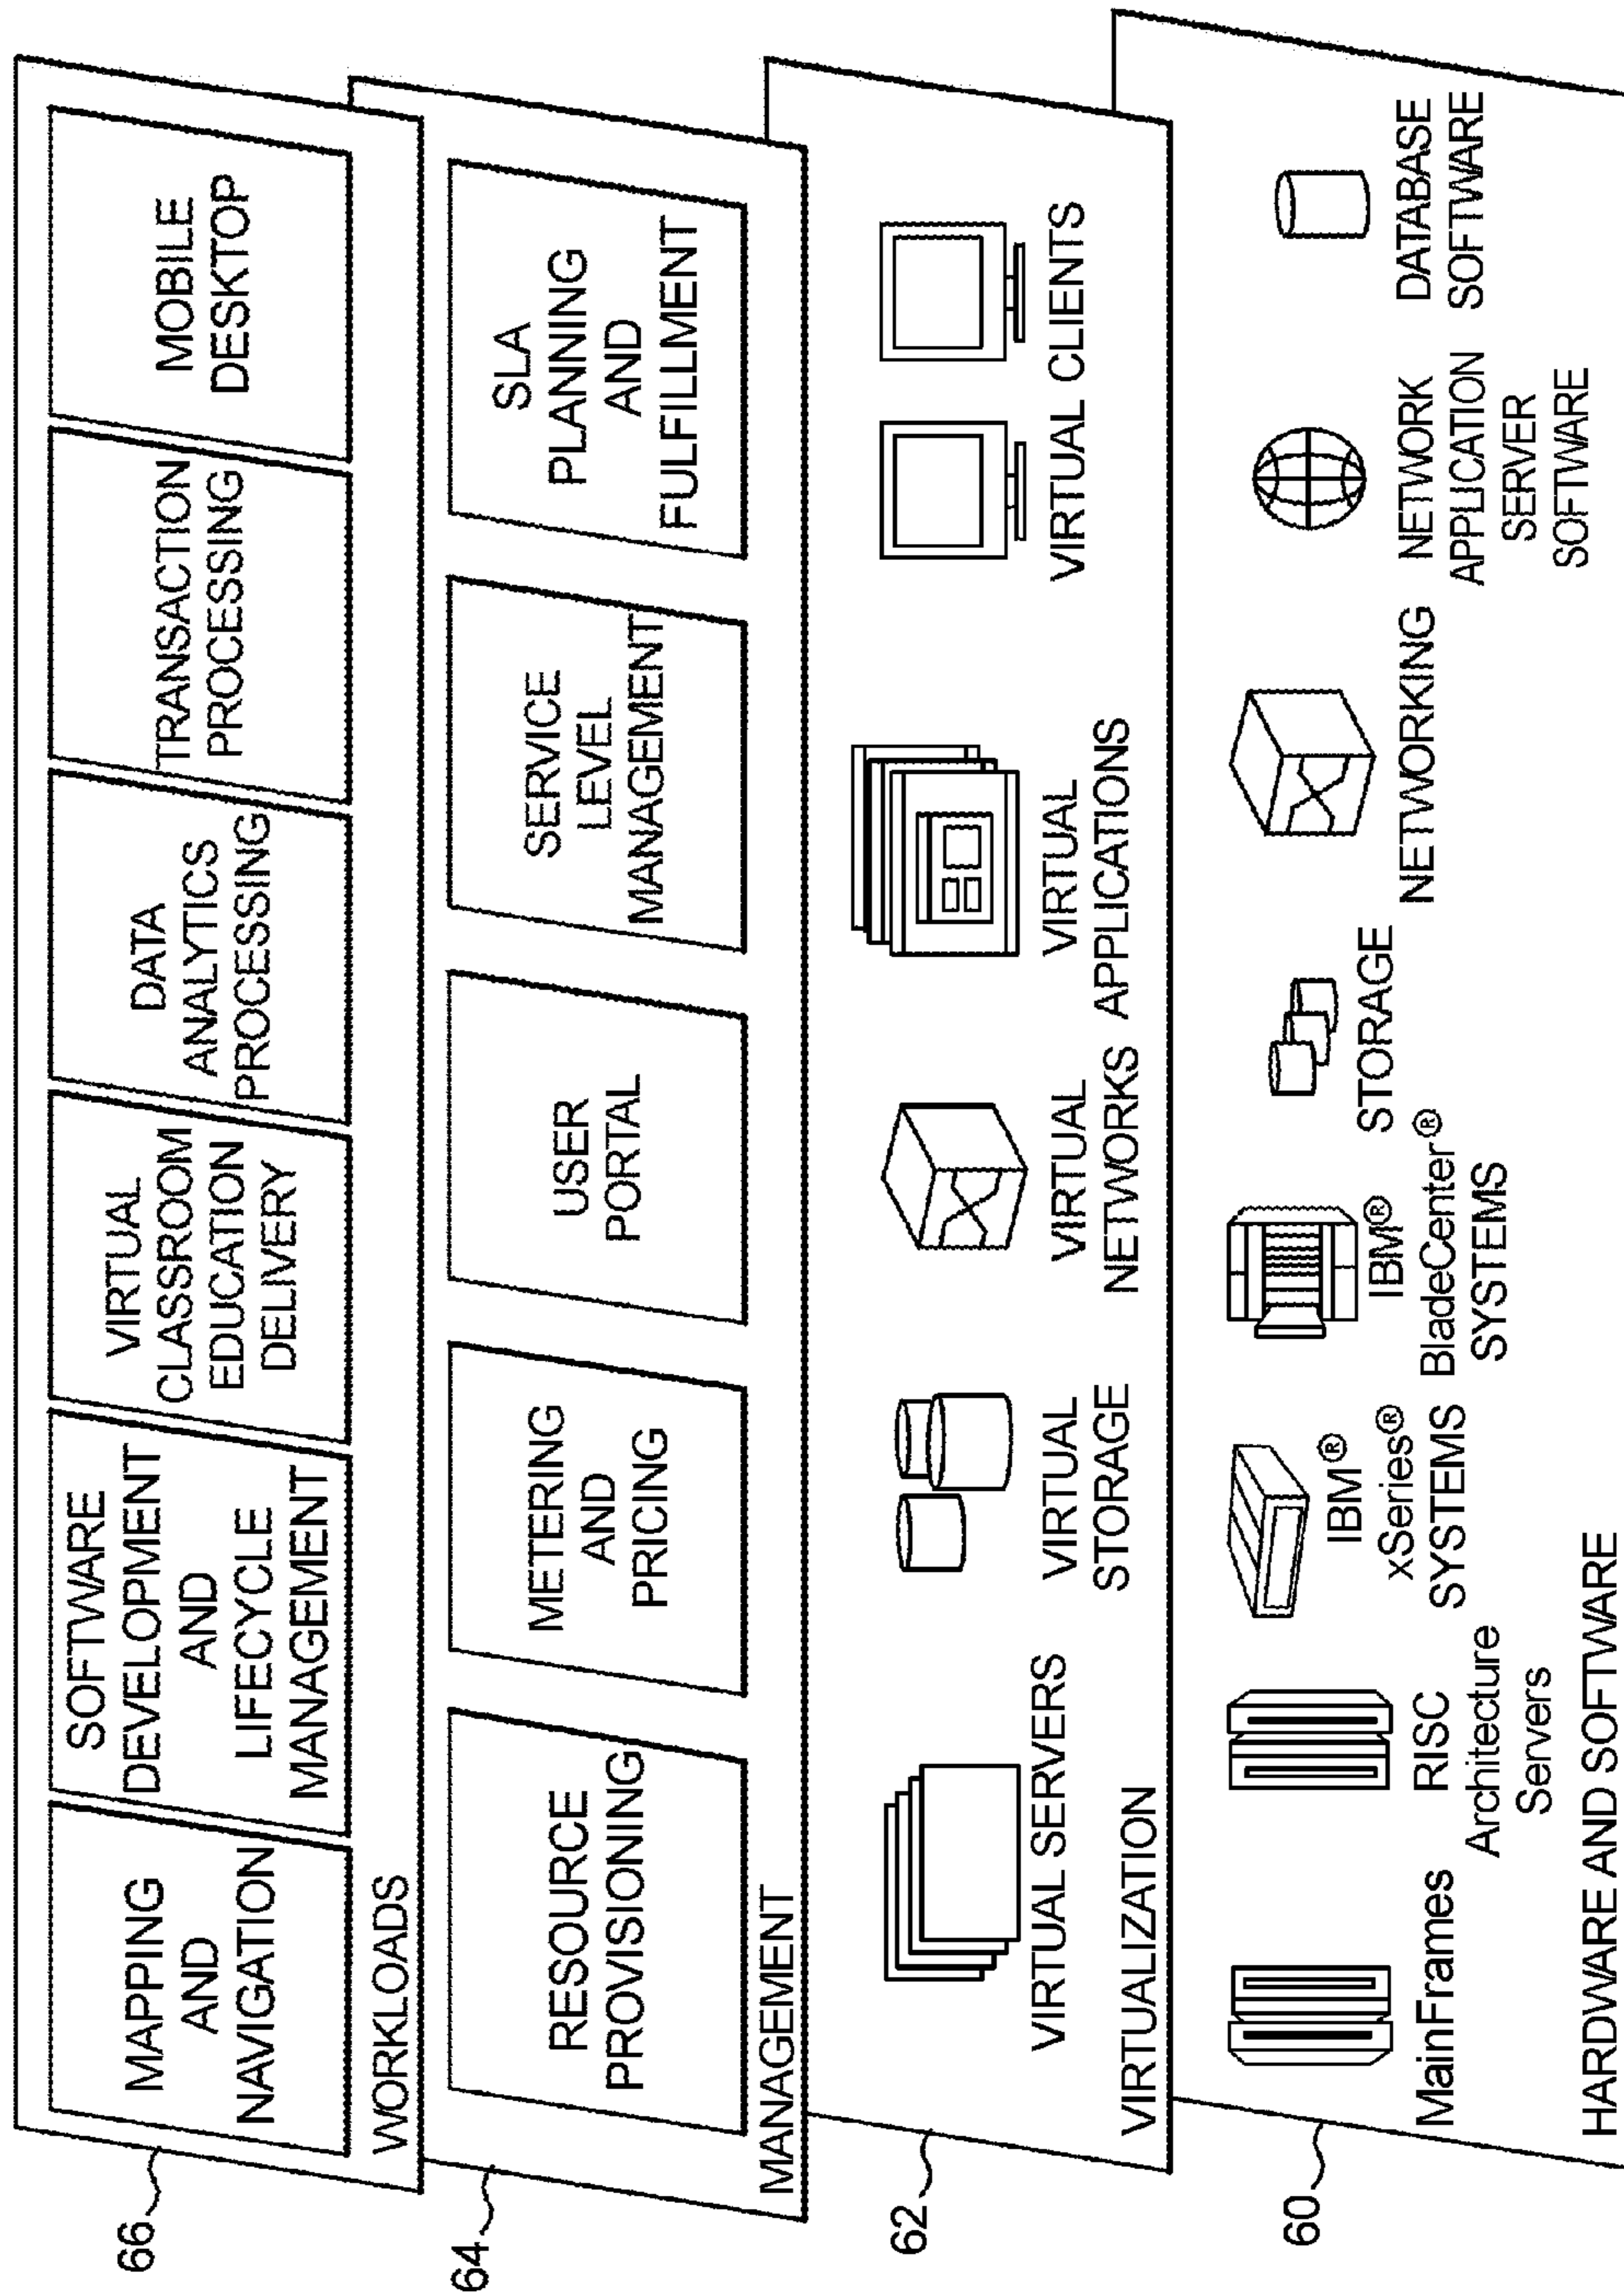 66
MAPPING
AND
NAVIGATION
SOFTWARE
DEVELOPMENT
AND
LIFECYCLE
MANAGEMENT
VIRTUAL
CLASSROOM
EDUCATION
DELIVERY
DATA
ANALYTICS
PROCESSING
TRANSACTION
PROCESSING
MOBILE
DESKTOP
WORKLOADS
64
RESOURCE
PROVISIONING
METERING
AND
PRICING
USER
PORTAL
SERVICE
LEVEL
MANAGEMENT
SLA
PLANNING
AND
FULFILLMENT
MANAGEMENT
62
VIRTUAL SERVERS
VIRTUAL
STORAGE
VIRTUAL
NETWORKS
VIRTUAL
APPLICATIONS
VIRTUAL CLIENTS
VIRTUALIZATION
60
MainFrames
RISC
Architecture
Servers
IBM®
xSeries®
SYSTEMS
IBM®
BladeCenter®
SYSTEMS
STORAGE
NETWORKING
NETWORK
APPLICATION
SERVER
SOFTWARE
DATABASE
SOFTWARE
HARDWARE AND SOFTWARE